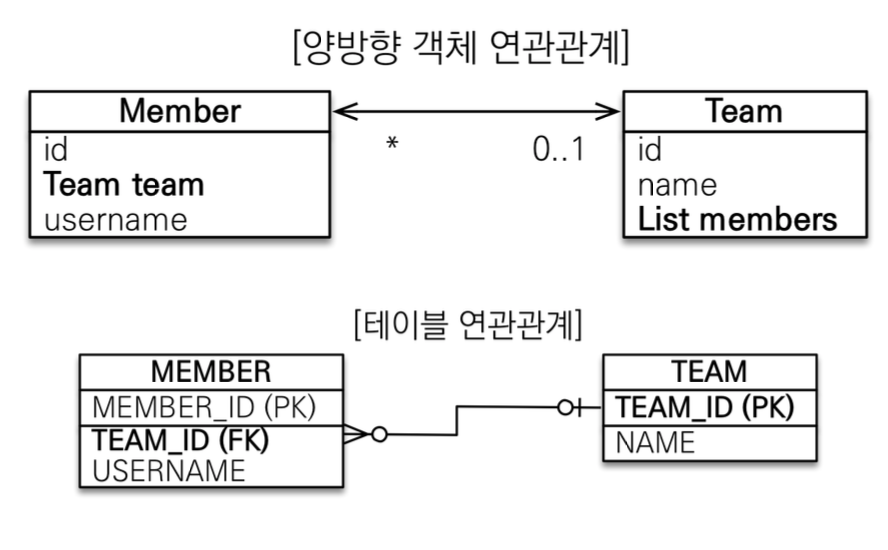 [양방향 객체 연관관계]
Member
id
Team team
username
* 0..1
Team
id
name
List members
[테이블 연관관계]
MEMBER
MEMBER_ID (PK)
TEAM_ID (FK)
USERNAME
TEAM
TEAM_ID (PK)
NAME